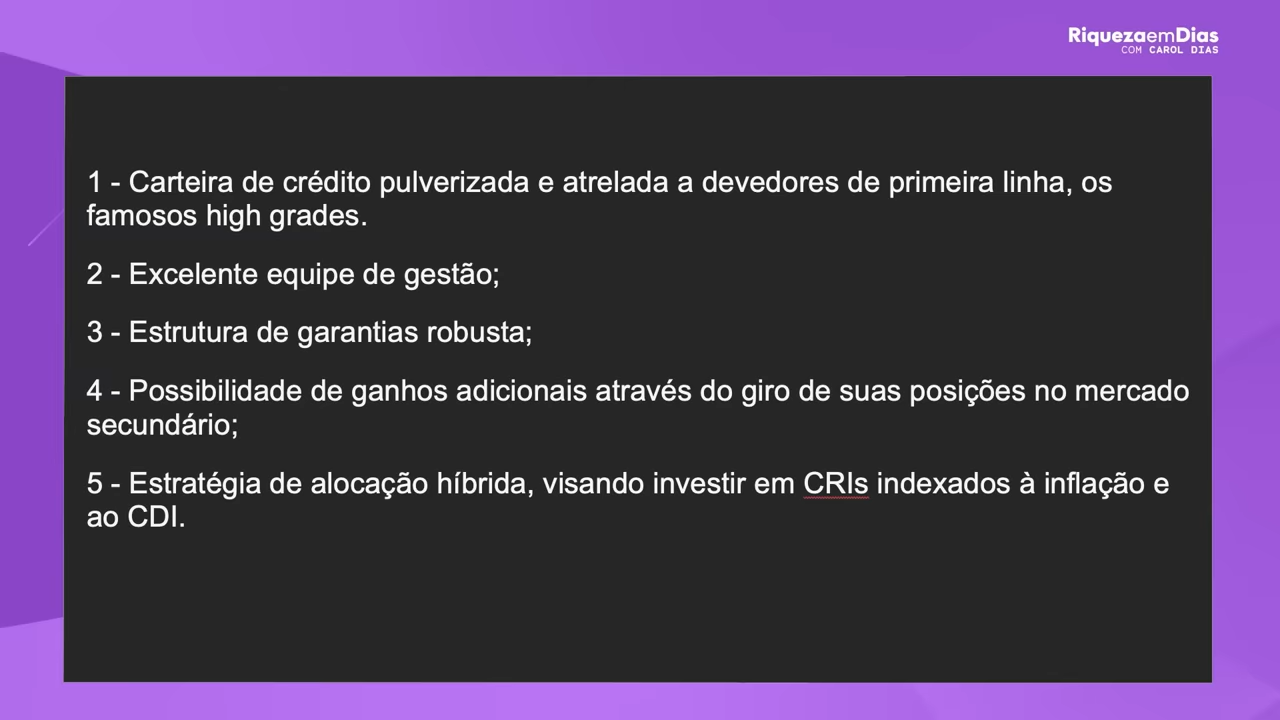 RiquezaemDias
COM CAROL DIAS
1 - Carteira de crédito pulverizada e atrelada a devedores de primeira linha, os
famosos high grades.
2 - Excelente equipe de gestão;
3 - Estrutura de garantias robusta;
4 - Possibilidade de ganhos adicionais através do giro de suas posições no mercado
secundário;
5 - Estratégia de alocação híbrida, visando investir em CRIs indexados à inflação e
ao CDI.